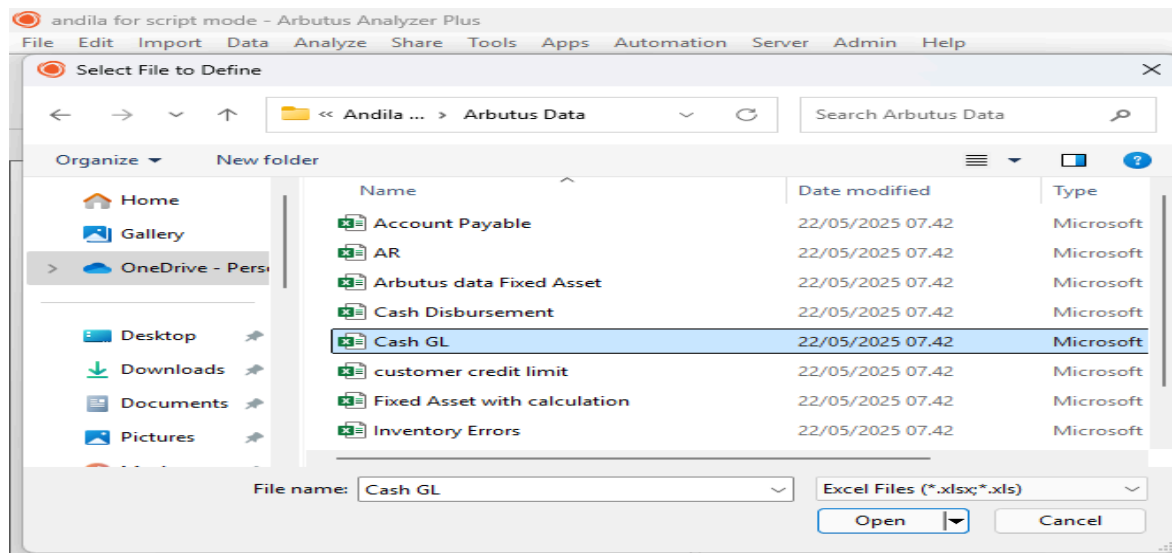 andila for script mode - Arbutus Analyzer Plus
File Edit Import Data Analyze Share Tools Apps Automation Server Admin Help
Select File to Define
« Andila ... > Arbutus Data
Search Arbutus Data
Organize New folder
Name Date modified Type
Home
Gallery
OneDrive - Pers
Desktop
Downloads
Documents
Pictures
Account Payable 22/05/2025 07.42 Microsoft
AR 22/05/2025 07.42 Microsoft
Arbutus data Fixed Asset 22/05/2025 07.42 Microsoft
Cash Disbursement 22/05/2025 07.42 Microsoft
Cash GL 22/05/2025 07.42 Microsoft
customer credit limit 22/05/2025 07.42 Microsoft
Fixed Asset with calculation 22/05/2025 07.42 Microsoft
Inventory Errors 22/05/2025 07.42 Microsoft
File name: Cash GL Excel Files (*.xlsx;*.xls)
Open Cancel